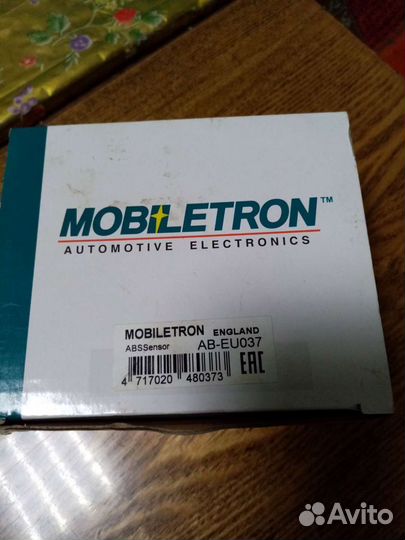 MOBILETRON™
AUTOMOTIVE ELECTRONICS
MOBILETRON ENGLAND
ABSSensor AB-EU037
4 717020 480373
EAC
Avito